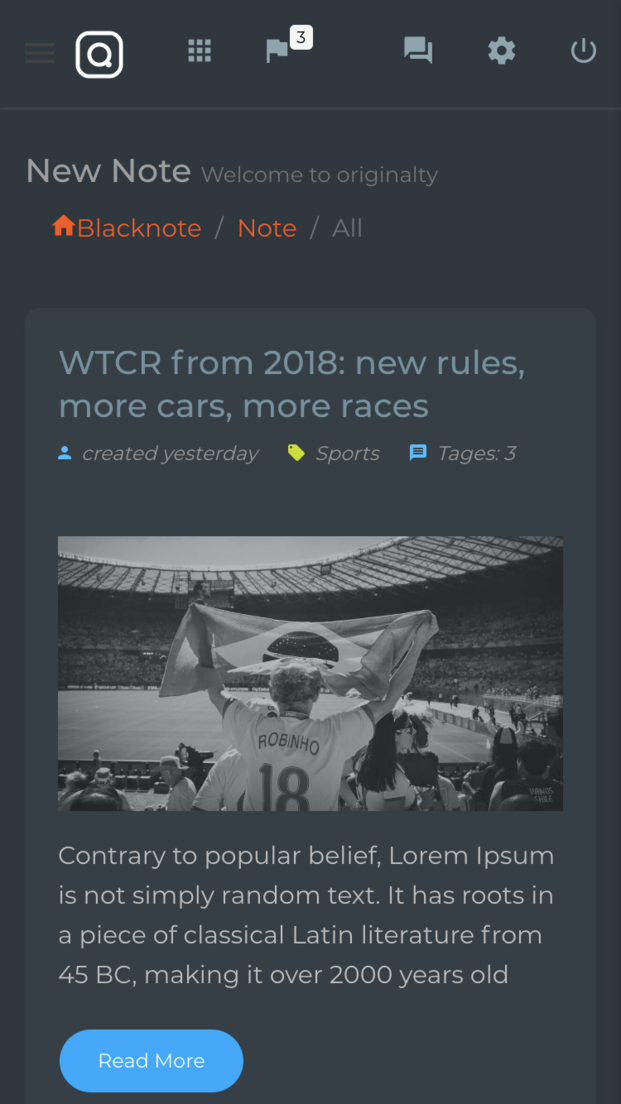 3
New Note Welcome to originalty
Blacknote / Note / All
WTCR from 2018: new rules,
more cars, more races
created yesterday Sports Tages: 3
ROBINHO
18
Contrary to popular belief, Lorem Ipsum
is not simply random text. It has roots in
a piece of classical Latin literature from
45 BC, making it over 2000 years old
Read More